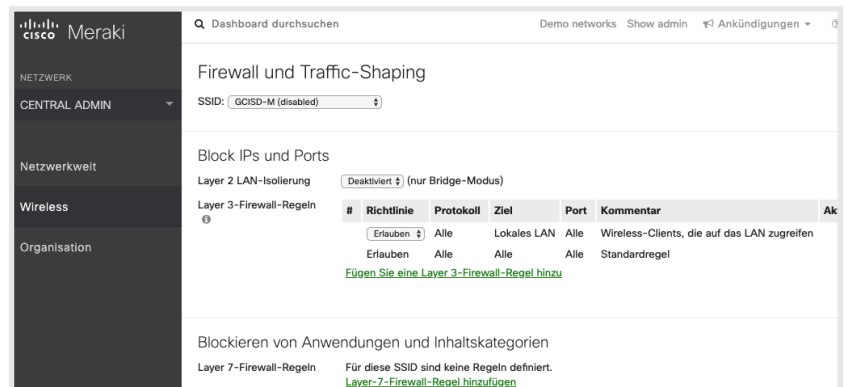 cisco Meraki
Dashboard durchsuchen
Demo networks Show admin Ankündigungen
NETZWERK
CENTRAL ADMIN
Netzwerkweit
Wireless
Organisation
Firewall und Traffic-Shaping
SSID: GCISD-M (disabled)
Block IPs und Ports
Layer 2 LAN-Isolierung Deaktiviert (nur Bridge-Modus)
Layer 3-Firewall-Regeln
# Richtlinie Protokoll Ziel Port Kommentar
Erlauben Alle Lokales LAN Alle Wireless-Clients, die auf das LAN zugreifen
Erlauben Alle Alle Alle Standardregel
Fügen Sie eine Layer 3-Firewall-Regel hinzu
Blockieren von Anwendungen und Inhaltskategorien
Layer 7-Firewall-Regeln Für diese SSID sind keine Regeln definiert.
Layer-7-Firewall-Regel hinzufügen